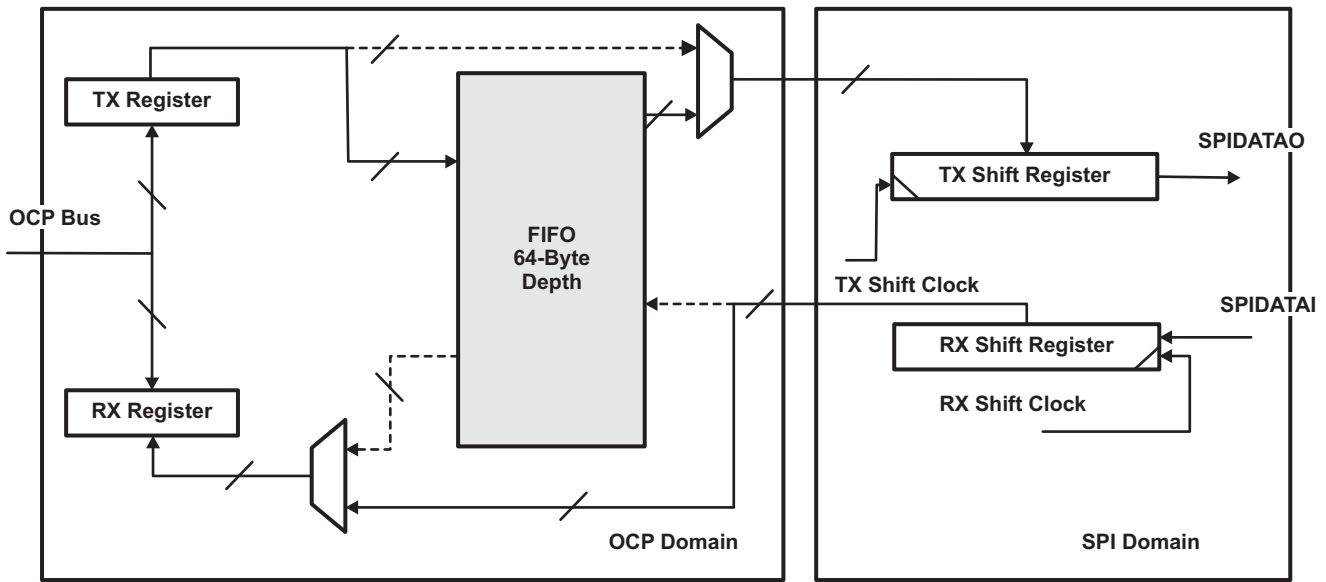 TX Register
OCP Bus
RX Register
FIFO
64-Byte
Depth
OCP Domain
SPIDATAO
TX Shift Register
TX Shift Clock
SPIDATAI
RX Shift Register
RX Shift Clock
SPI Domain